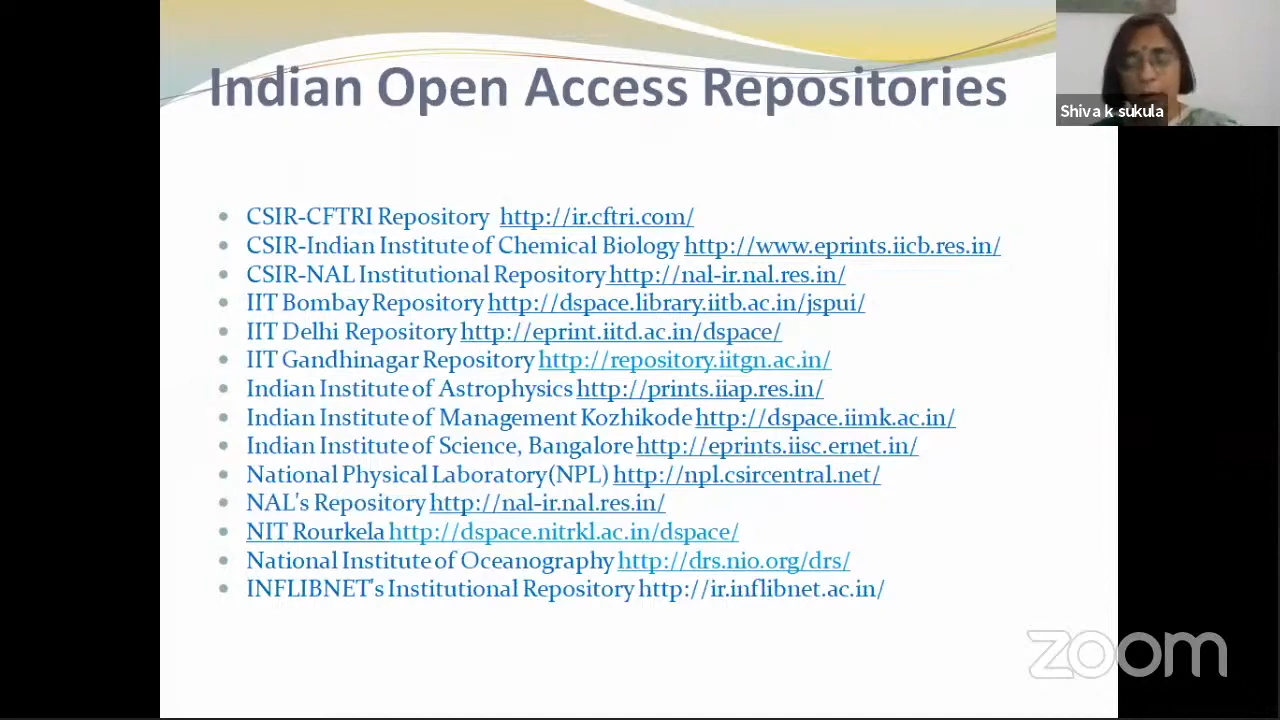 Indian Open Access Repositories
Shiva k sukula
CSIR-CFTRI Repository http://ir.cftri.com/
CSIR-Indian Institute of Chemical Biology http://www.eprints.iicb.res.in/
CSIR-NAL Institutional Repository http://nal-ir.nal.res.in/
IIT Bombay Repository http://dspace.library.iitb.ac.in/jspui/
IIT Delhi Repository http://eprint.iitd.ac.in/dspace/
IIT Gandhinagar Repository http://repository.iitgn.ac.in/
Indian Institute of Astrophysics http://prints.iiap.res.in/
Indian Institute of Management Kozhikode http://dspace.iimk.ac.in/
Indian Institute of Science, Bangalore http://eprints.iisc.ernet.in/
National Physical Laboratory(NPL) http://npl.csircentral.net/
NAL's Repository http://nal-ir.nal.res.in/
NIT Rourkela http://dspace.nitrkl.ac.in/dspace/
National Institute of Oceanography http://drs.nio.org/drs/
INFLIBNET's Institutional Repository http://ir.inflibnet.ac.in/
zoom